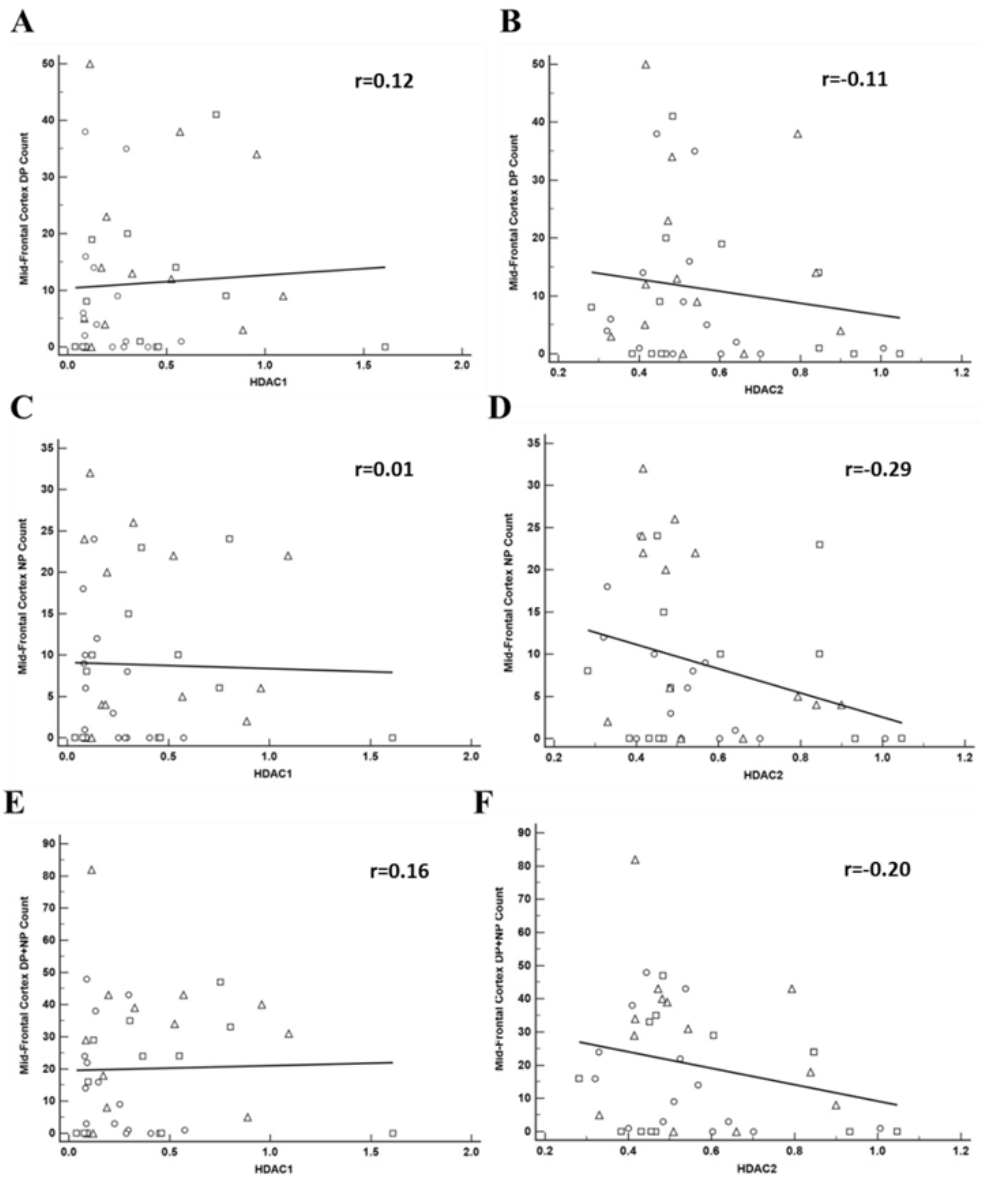 A
B
r=0.12
r=-0.11
Mid-Frontal Cortex DP Count
50
40
30
20
10
0
0.0 0.5 1.0 1.5 2.0
HDAC1
Mid-Frontal Cortex DP Count
50
40
30
20
10
0
0.2 0.4 0.6 0.8 1.0 1.2
HDAC2
C
D
r=0.01
r=-0.29
Mid-Frontal Cortex NP Count
35
30
25
20
15
10
5
0
0.0 0.5 1.0 1.5 2.0
HDAC1
Mid-Frontal Cortex NP Count
35
30
25
20
15
10
5
0
0.2 0.4 0.6 0.8 1.0 1.2
HDAC2
E
F
r=0.16
r=-0.20
Mid-Frontal Cortex DP+NP Count
90
80
70
60
50
40
30
20
10
0
0.0 0.5 1.0 1.5 2.0
HDAC1
Mid-Frontal Cortex DP+NP Count
90
80
70
60
50
40
30
20
10
0
0.2 0.4 0.6 0.8 1.0 1.2
HDAC2